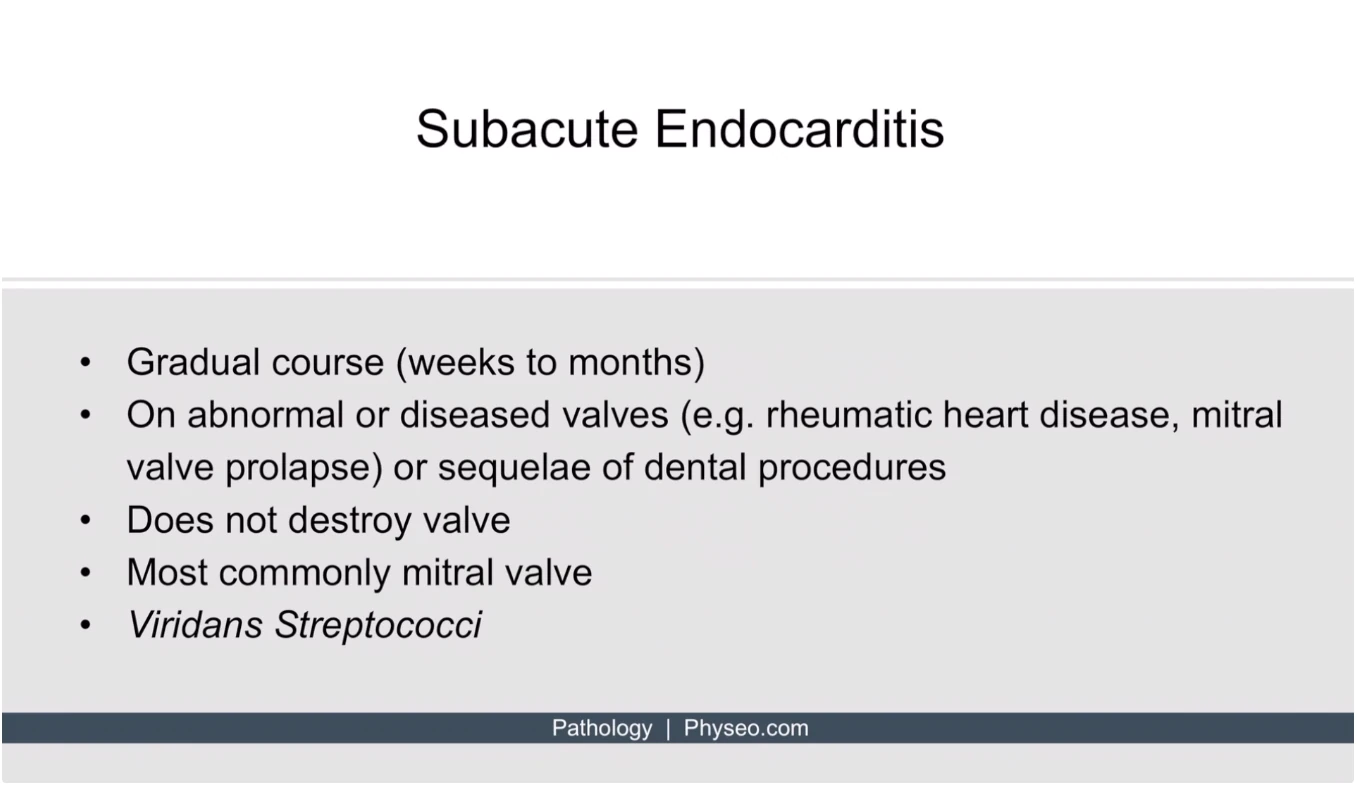 Subacute Endocarditis
• Gradual course (weeks to months)
• On abnormal or diseased valves (e.g. rheumatic heart disease, mitral
valve prolapse) or sequelae of dental procedures
• Does not destroy valve
• Most commonly mitral valve
• Viridans Streptococci
Pathology | Physeo.com